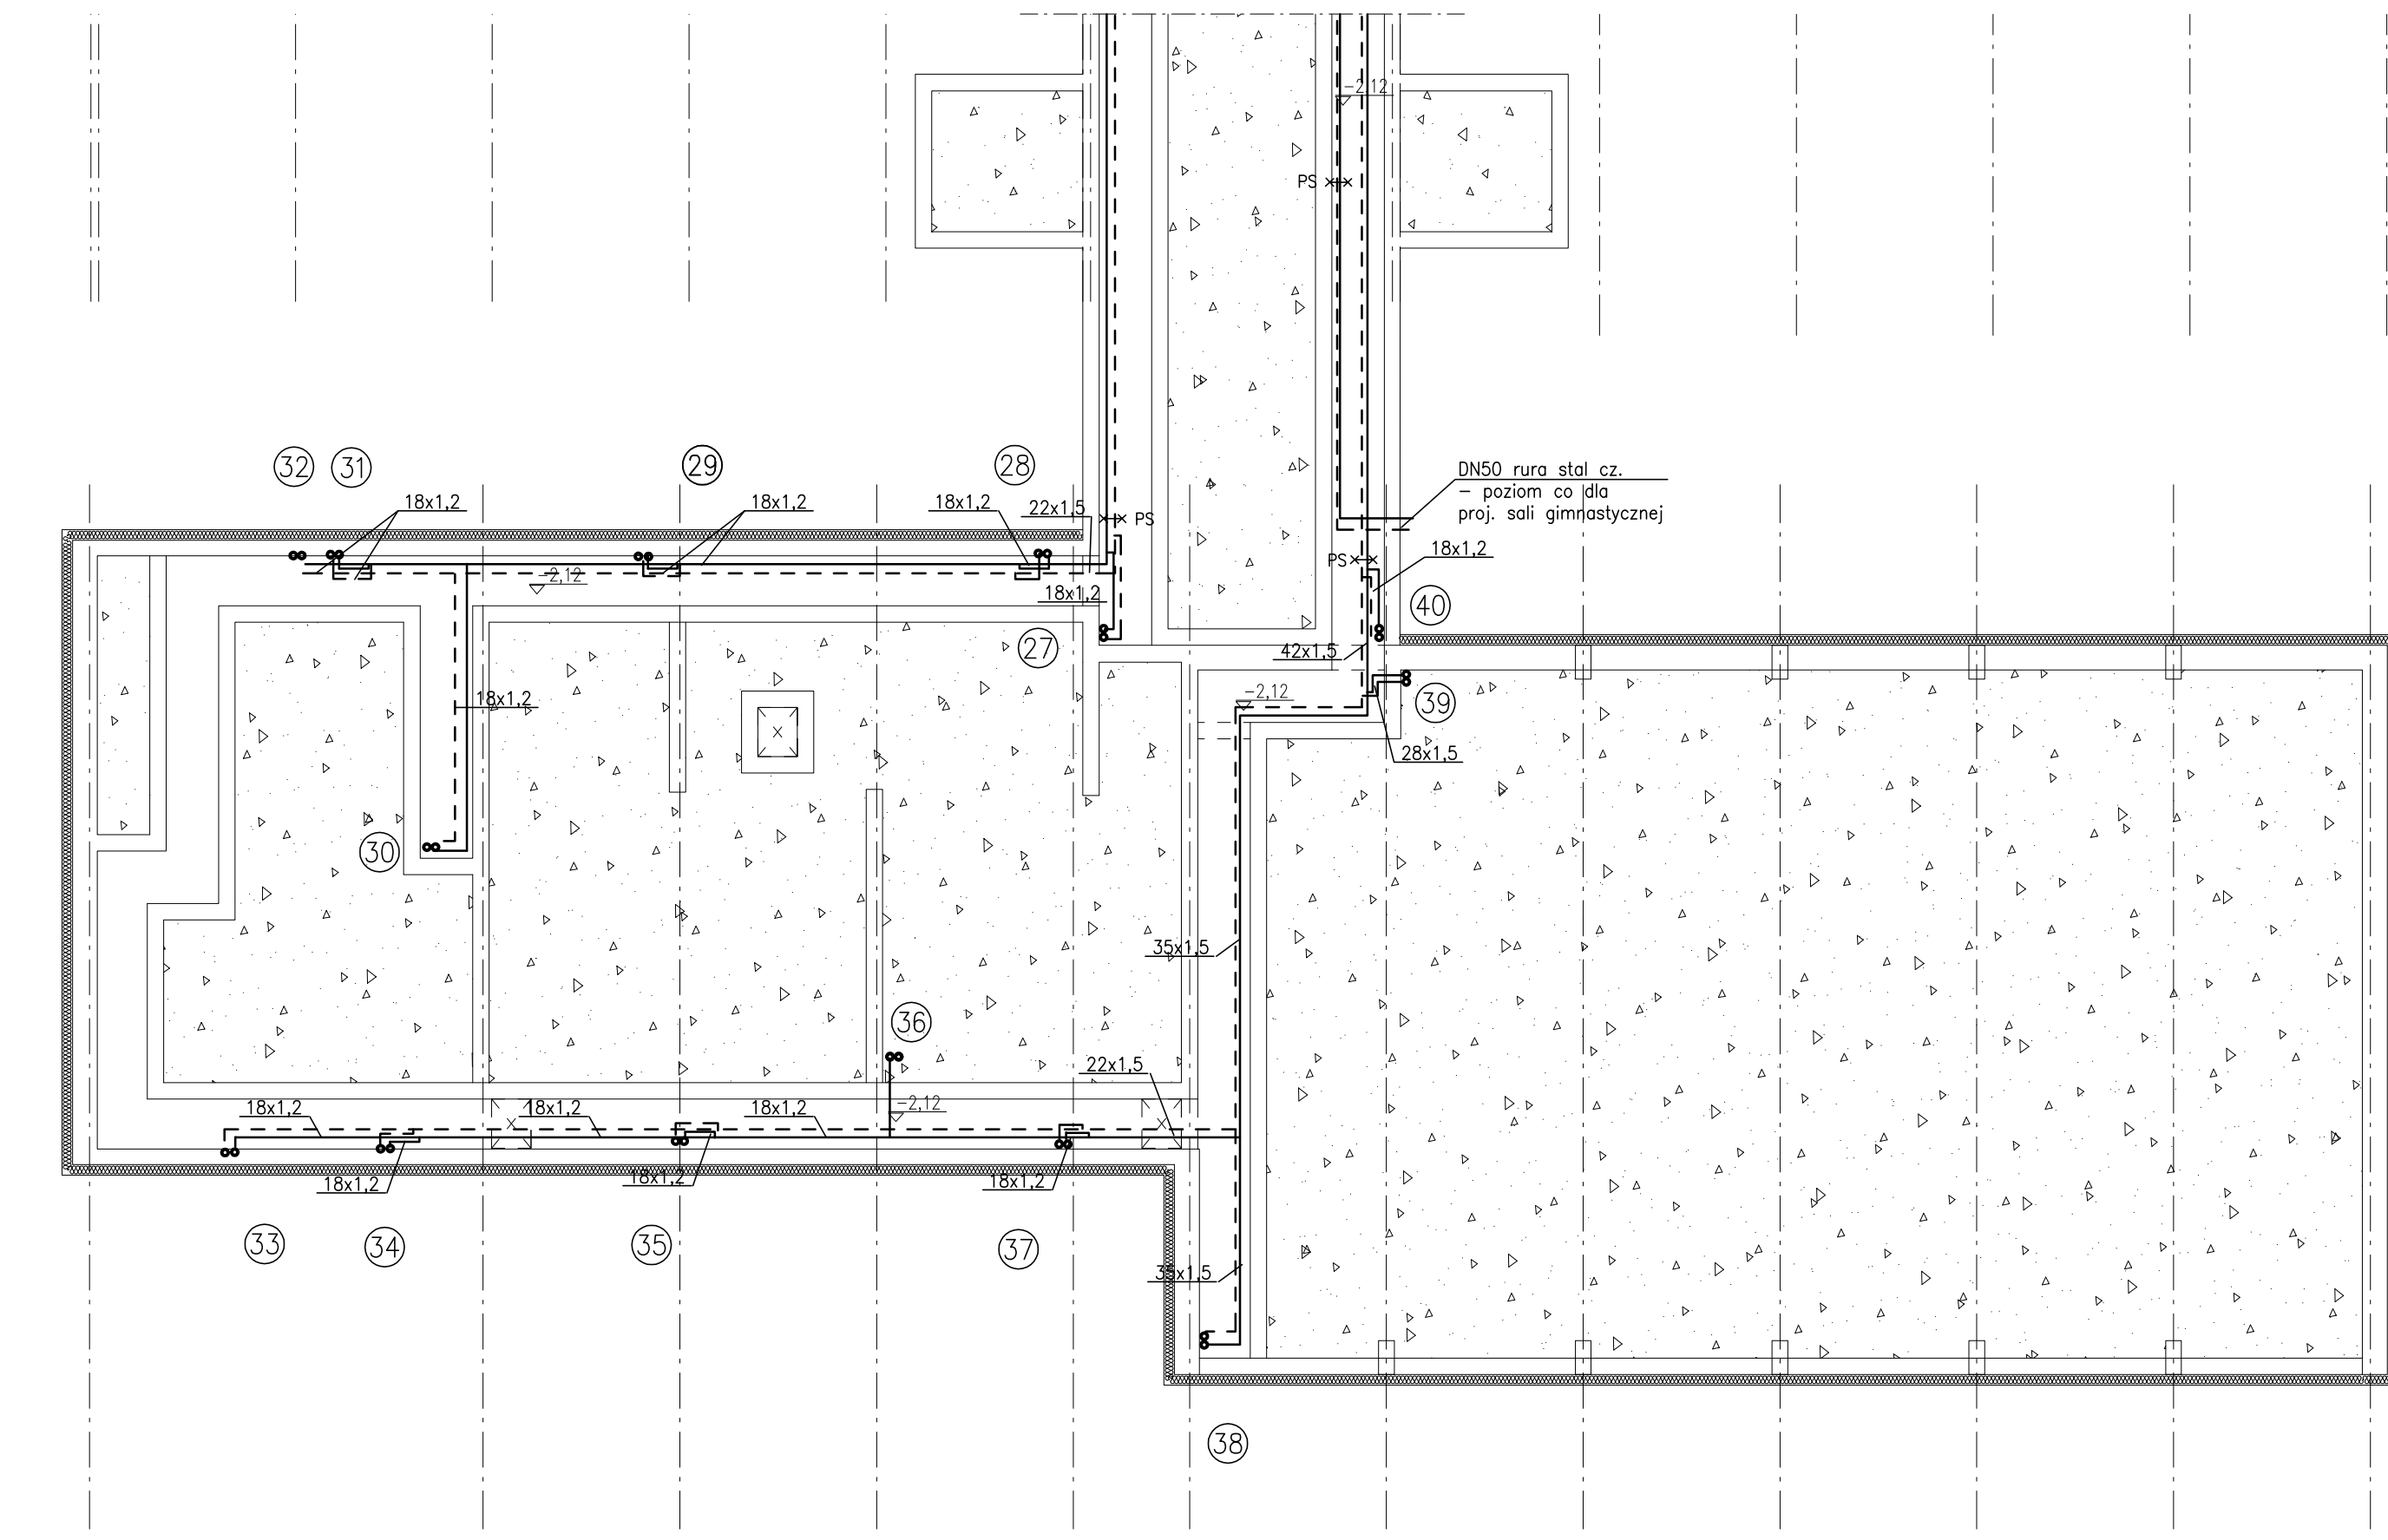 -2,12
PS
32
31
29
28
DN50 rura stal cz.
- poziom co dla
proj. sali gimnastycznej
18x1,2
18x1,2
18x1,2
22x1,5
PS
PS
18x1,2
-2,12
18x1,2
40
27
42x1,5
18x1,2
-2,12
39
28x1,5
30
35x1,5
36
22x1,5
18x1,2
18x1,2
18x1,2
-2,12
18x1,2
18x1,2
18x1,2
33
34
35
37
35x1,5
38